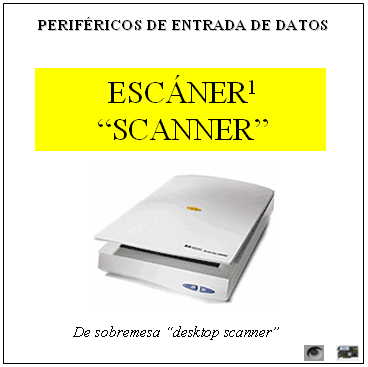 PERIFÉRICOS DE ENTRADA DE DATOS
ESCÁNER¹
“SCANNER”
De sobremesa “desktop scanner”